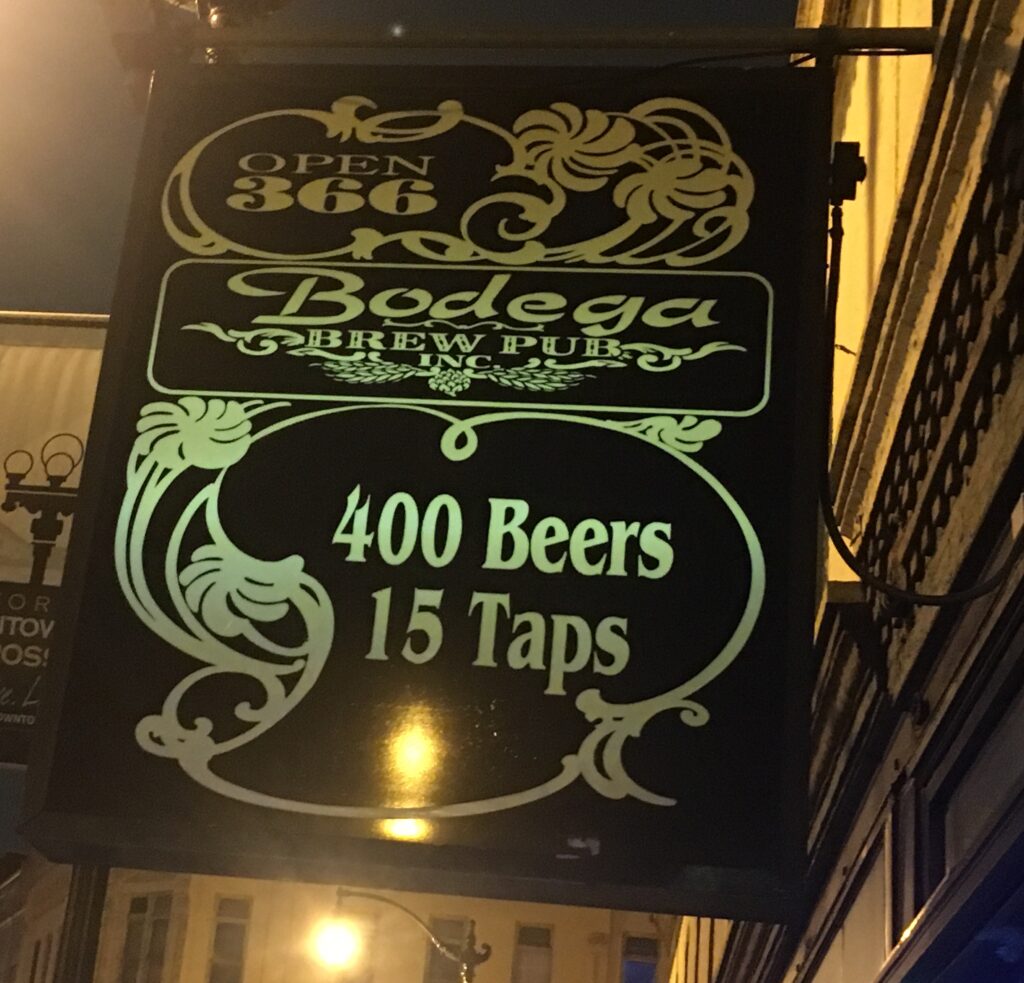 OPEN
366
Bodega
BREW PUB
INC.
400 Beers
15 Taps